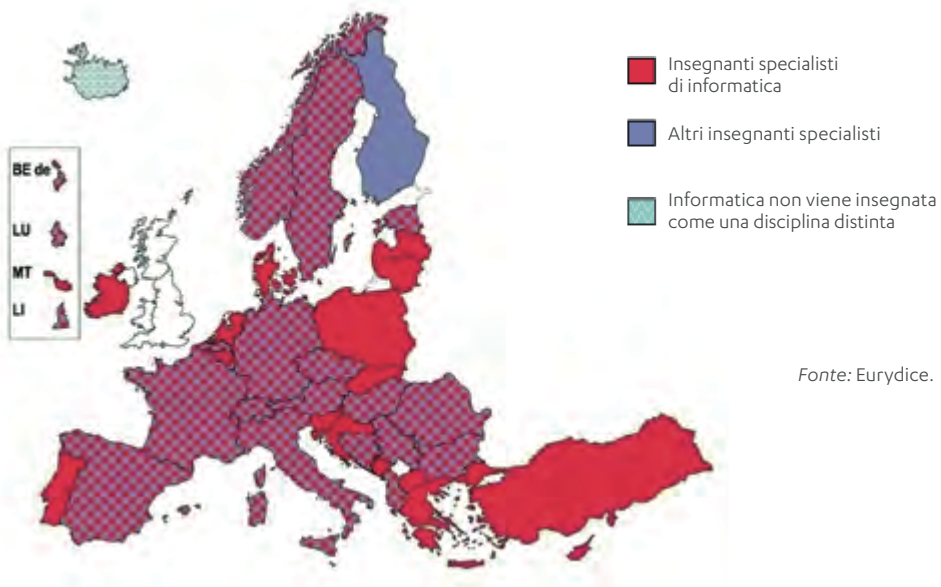 Insegnanti specialisti
di informatica
Altri insegnanti specialisti
Informatica non viene insegnata
come una disciplina distinta
BE de
LU
MT
LI
Fonte: Eurydice.